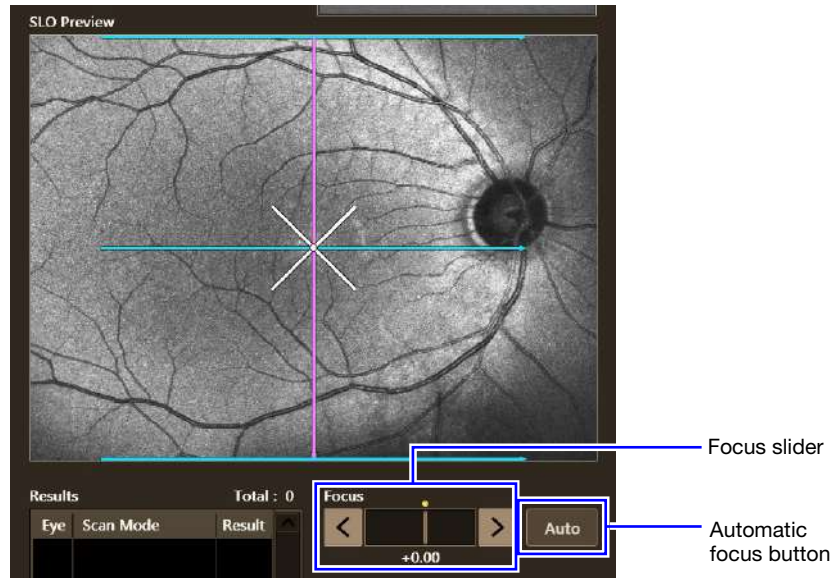 SLO Preview
Focus slider
Results Total : 0 Focus
Eye Scan Mode Result < > Auto
+0.00
Automatic
focus button